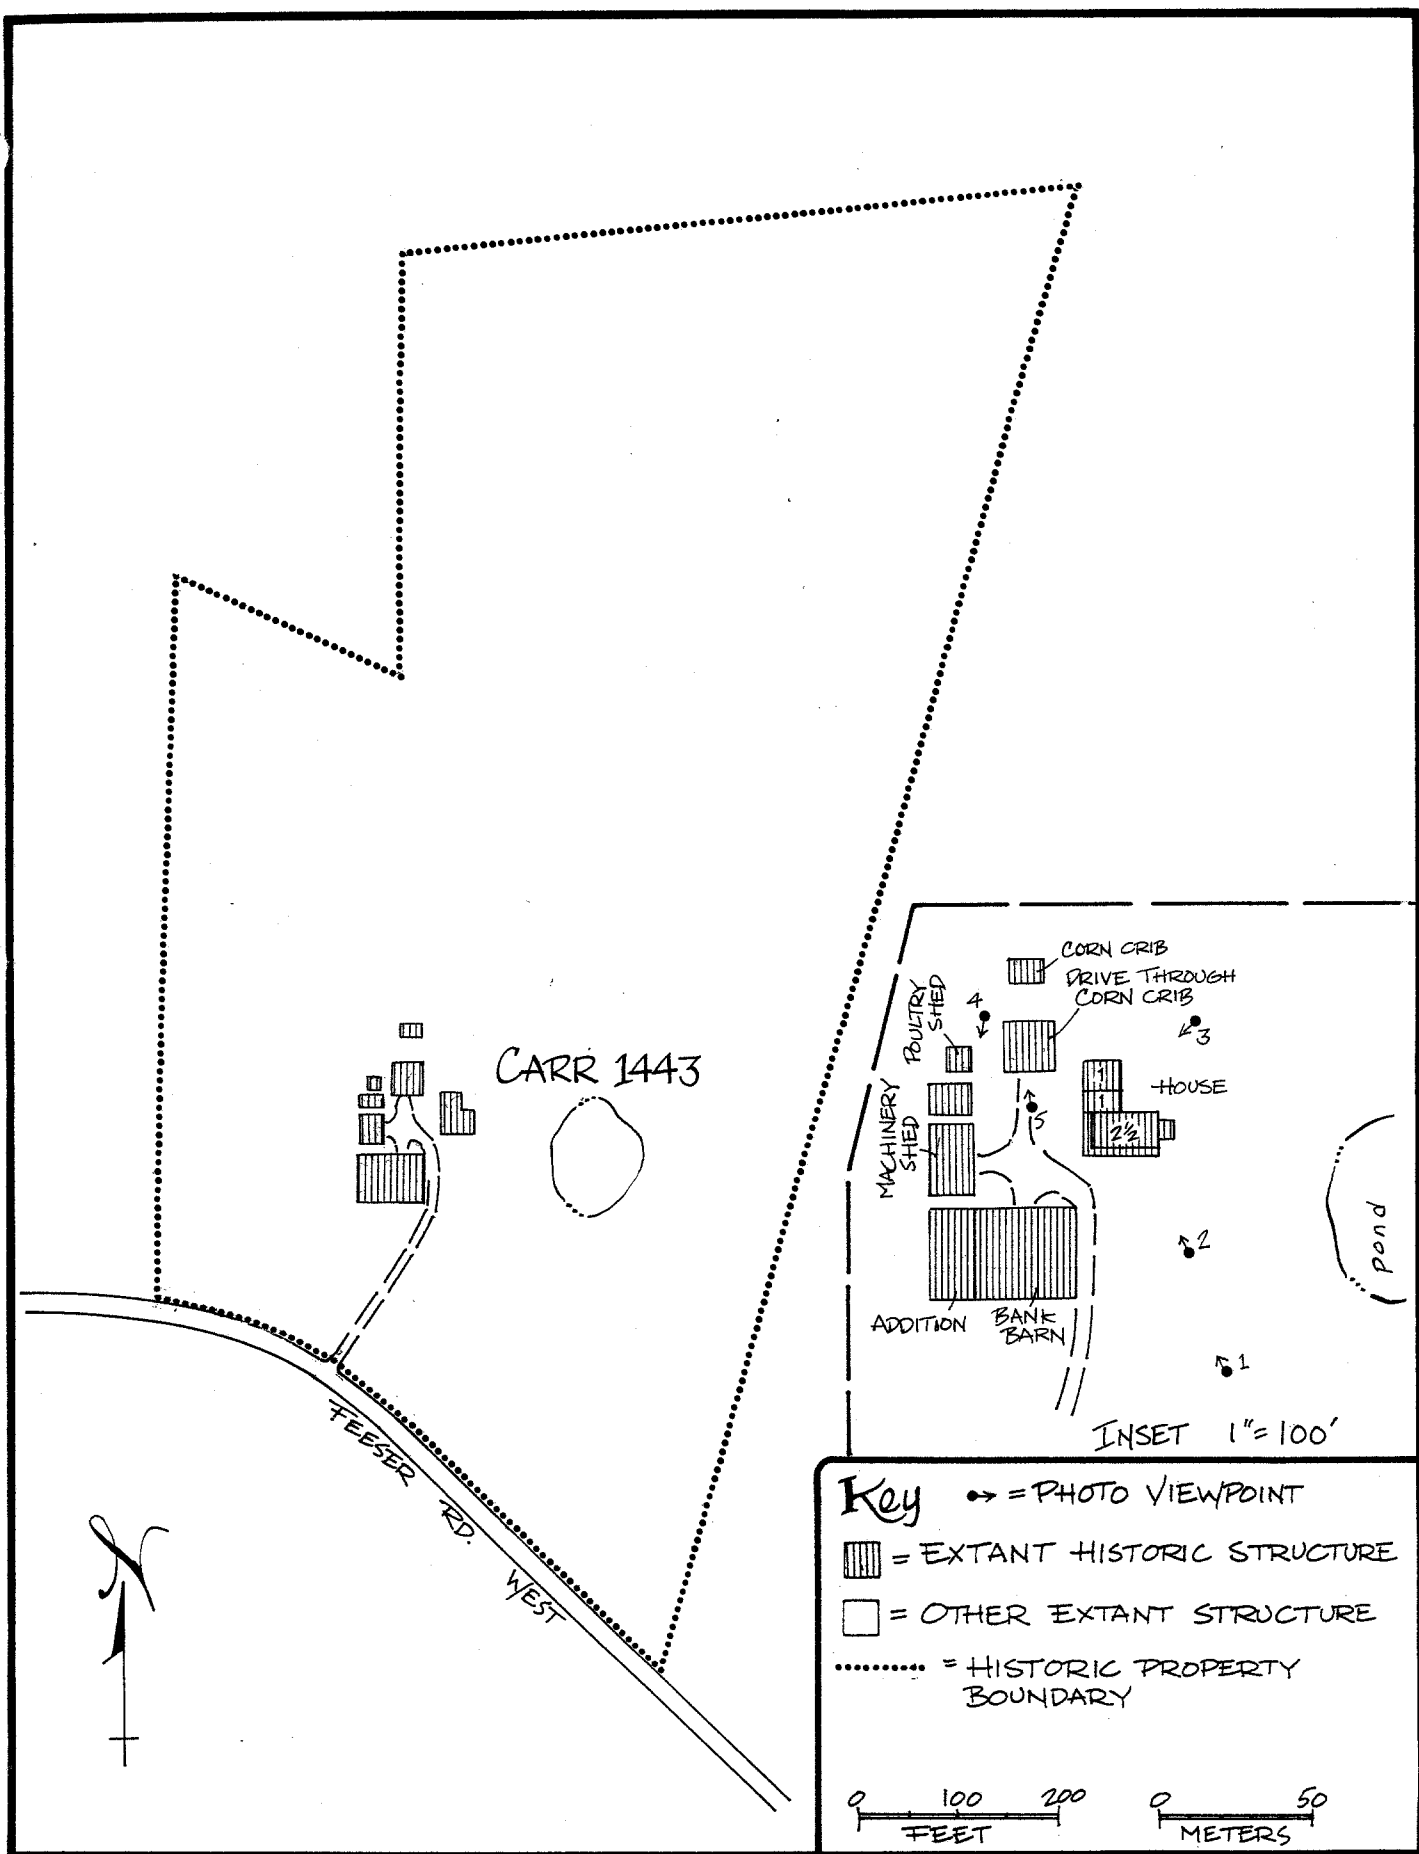 CARR 1443
FEESER RD. WEST
N
CORN CRIB
DRIVE THROUGH
CORN CRIB
POULTRY
SHED
4
3
MACHINERY
SHED
5
1
1
2½
HOUSE
2
pond
ADDITION
BANK
BARN
1
INSET 1"=100'
Key = PHOTO VIEWPOINT
= EXTANT HISTORIC STRUCTURE
= OTHER EXTANT STRUCTURE
= HISTORIC PROPERTY
BOUNDARY
0 100 200
FEET
0 50
METERS